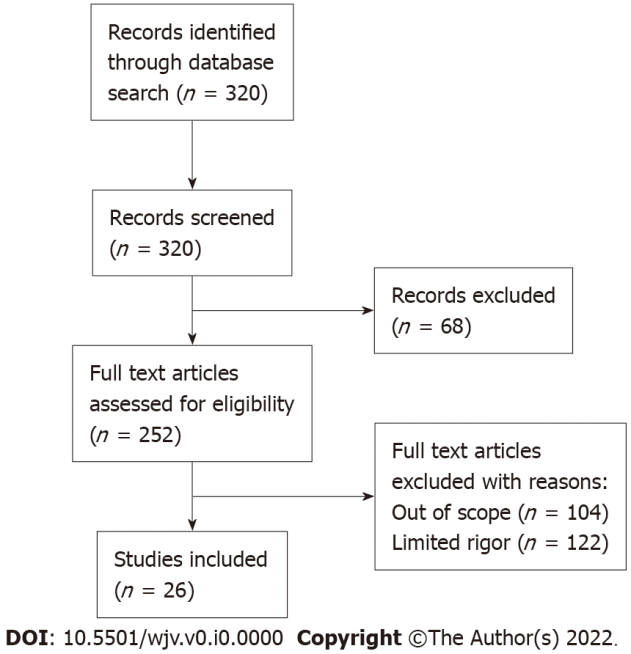 Records identified
through database
search (n = 320)
Records screened
(n = 320)
Records excluded
(n = 68)
Full text articles
assessed for eligibility
(n = 252)
Full text articles
excluded with reasons:
Out of scope (n = 104)
Limited rigor (n = 122)
Studies included
(n = 26)
DOI: 10.5501/wjv.v0.i0.0000 Copyright ©The Author(s) 2022.